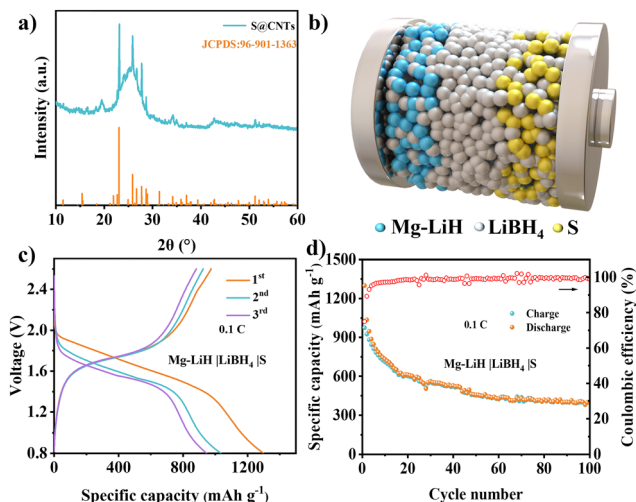 a)
S@CNTs
JCPDS:96-901-1363
Intensity (a.u.)
10 20 30 40 50 60
2θ (°)
b)
Mg-LiH LiBH₄ S
c)
2.4
2.0
1.6
1.2
0.8
Voltage (V)
1ˢᵗ
2ⁿᵈ
3ʳᵈ
0.1 C
Mg-LiH |LiBH₄ |S
0 400 800 1200
Specific capacity (mAh g⁻¹)
d)
1500
1200
900
600
300
0
Specific capacity (mAh g⁻¹)
0.1 C
Charge
Discharge
Mg-LiH |LiBH₄ |S
100
80
60
40
20
0
Coulombic efficiency (%)
0 20 40 60 80 100
Cycle number